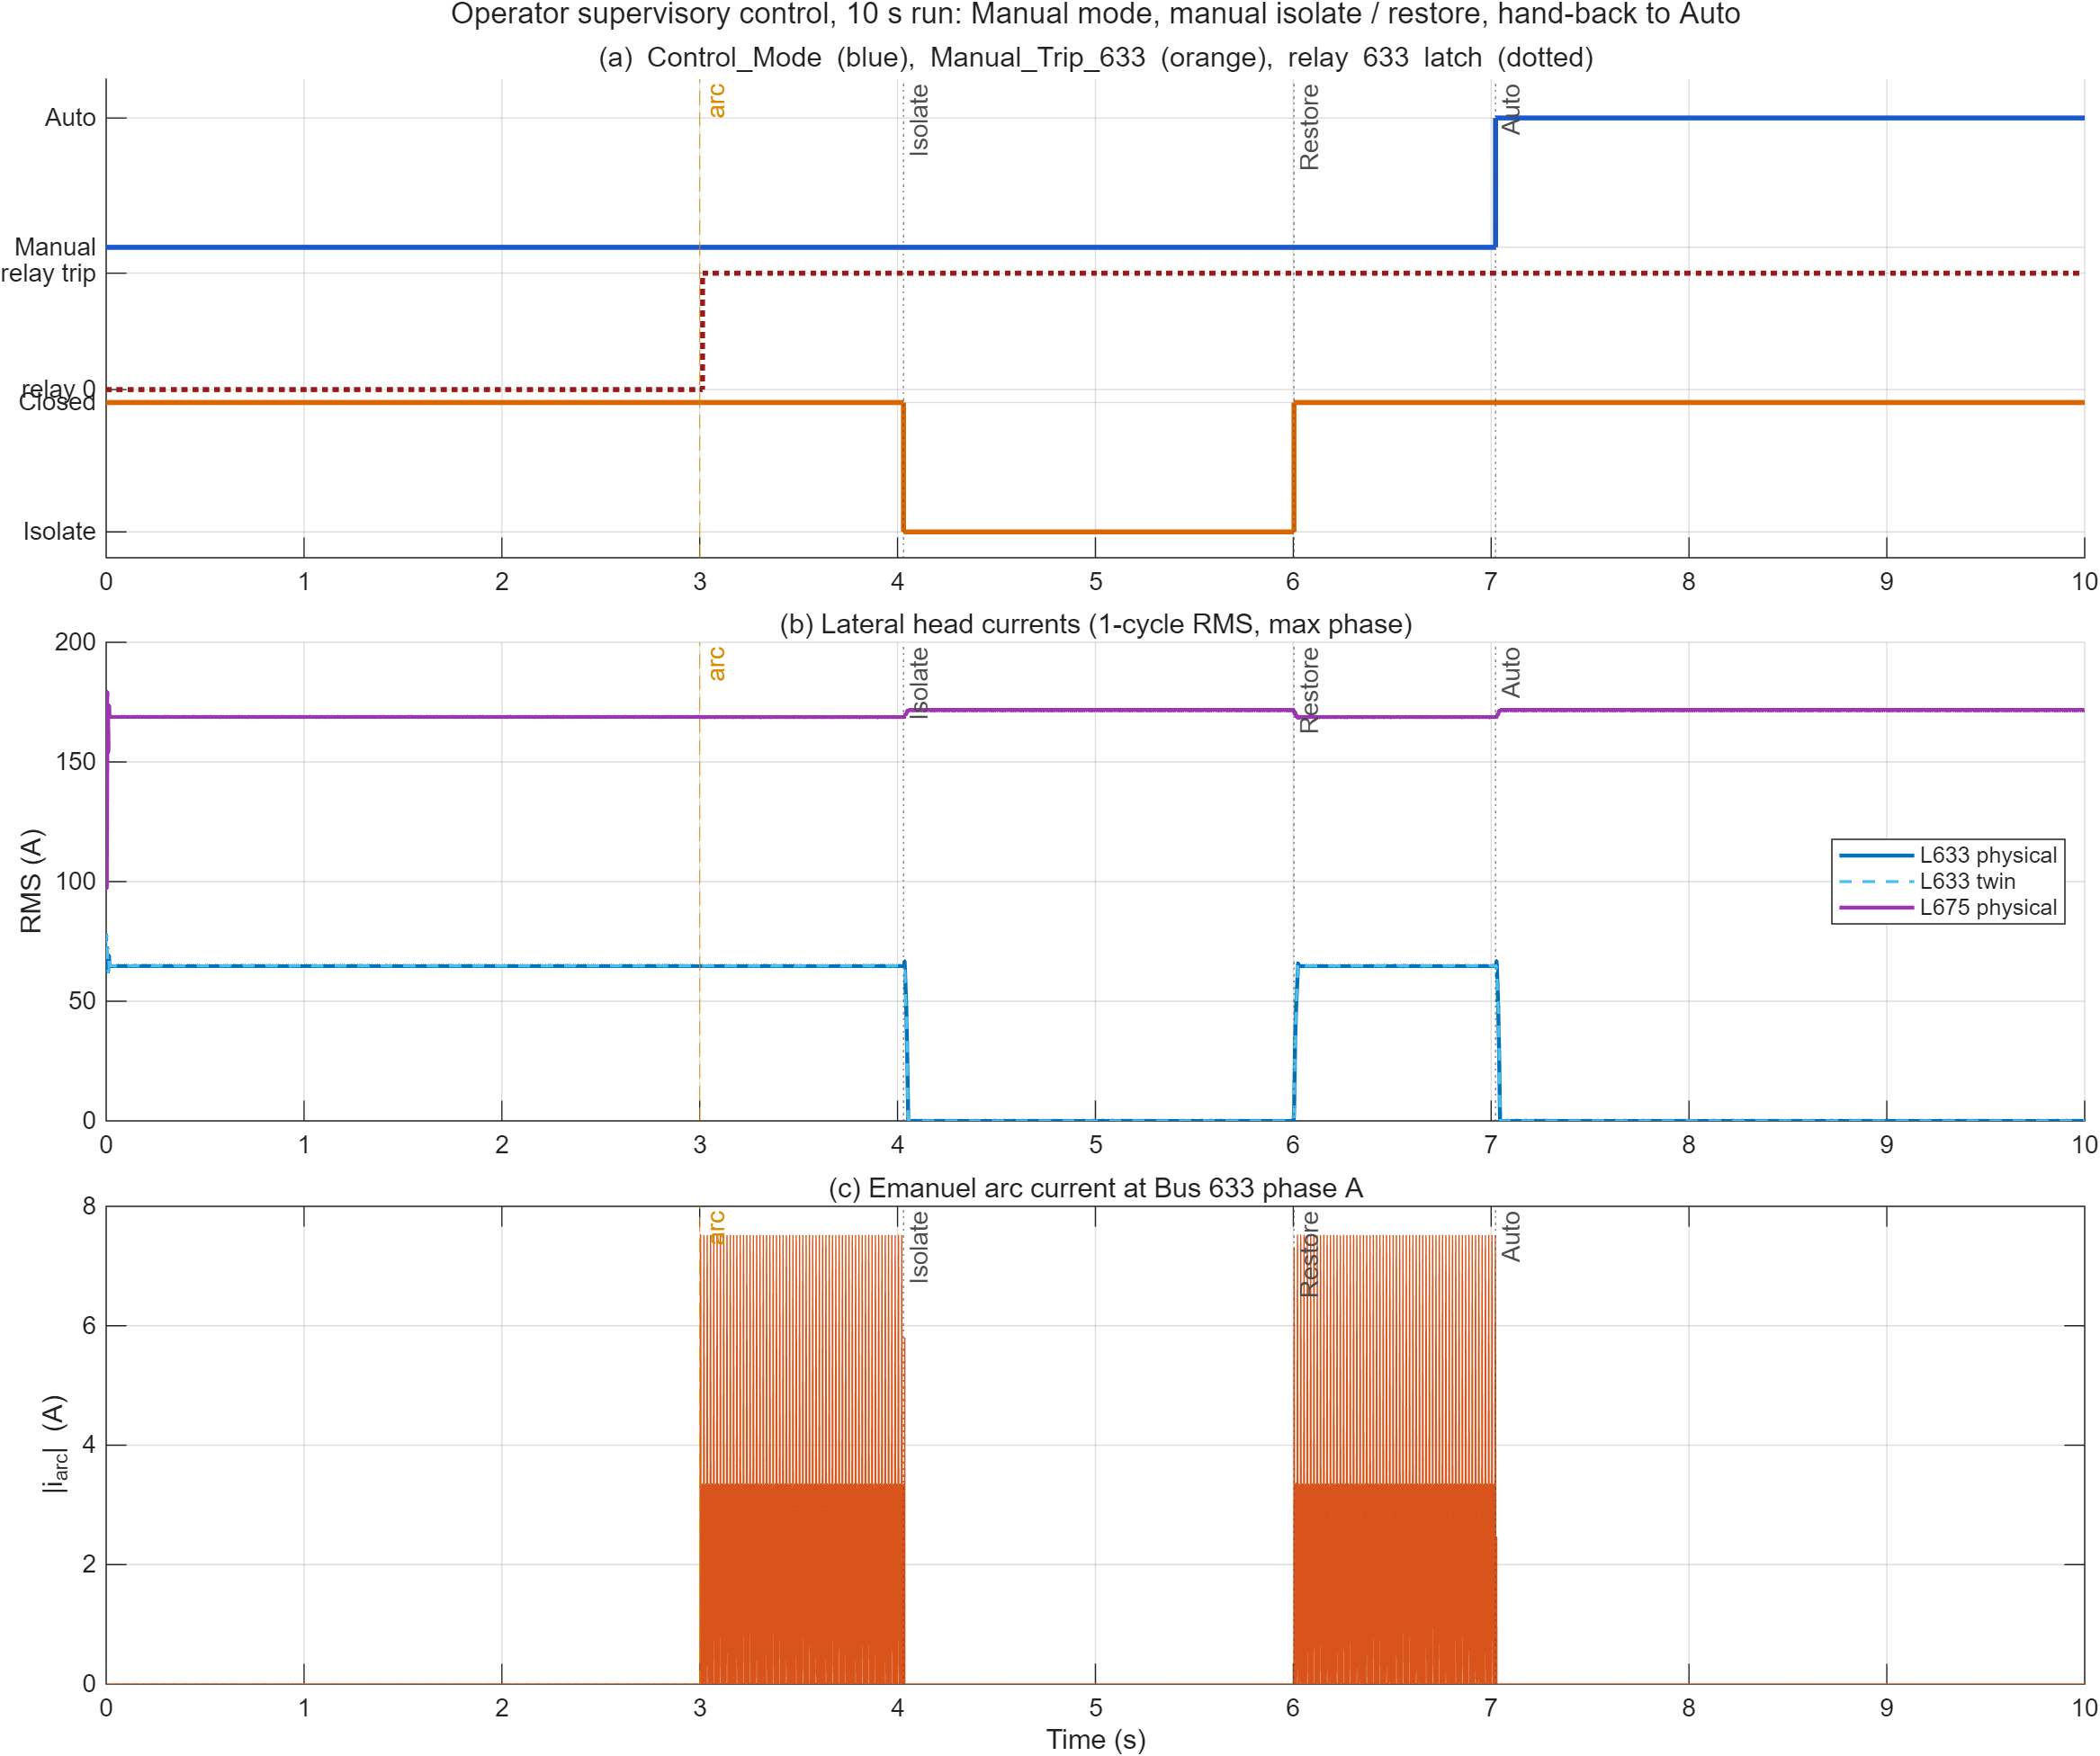 Operator supervisory control, 10 s run: Manual mode, manual isolate / restore, hand-back to Auto
(a) Control_Mode (blue), Manual_Trip_633 (orange), relay 633 latch (dotted)
Auto
Manual
relay trip
relay 0
Closed
Isolate
arc
Isolate
Restore
Auto
0 1 2 3 4 5 6 7 8 9 10
(b) Lateral head currents (1-cycle RMS, max phase)
RMS (A)
200
150
100
50
0
arc
Isolate
Restore
Auto
L633 physical
L633 twin
L675 physical
0 1 2 3 4 5 6 7 8 9 10
(c) Emanuel arc current at Bus 633 phase A
|i_arc| (A)
8
6
4
2
0
arc
Isolate
Restore
Auto
0 1 2 3 4 5 6 7 8 9 10
Time (s)